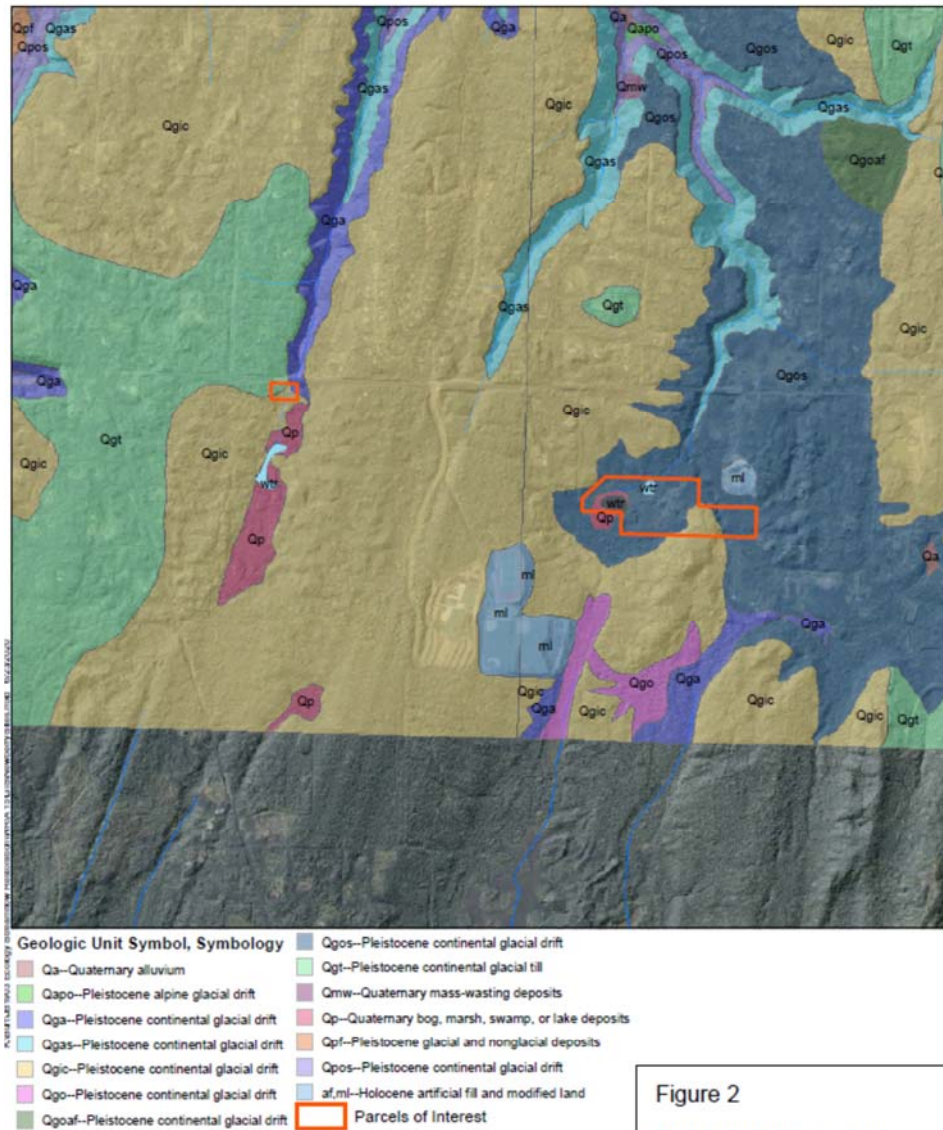 Qpf
Qgas
Qpos
Qpos
Qga
Qa
Qapo
Qpos
Qgos
Qgic
Qgt
Qgas
Qgic
Qgic
Qmw
Qgos
Qgas
Qgoaf
Qgas
Qga
Qga
Qgas
Qgt
Qgic
Qgos
Qga
Qgic
Qgt
Qgic
Qgic
Qp
wtr
Qp
wtr
wtr
Qp
ml
Qa
ml
ml
ml
Qga
Qp
Qgic
Qga
Qgic
Qgo
Qga
Qgic
Qgic
Qgt
Geologic Unit Symbol, Symbology
Qa--Quaternary alluvium
Qapo--Pleistocene alpine glacial drift
Qga--Pleistocene continental glacial drift
Qgas--Pleistocene continental glacial drift
Qgic--Pleistocene continental glacial drift
Qgo--Pleistocene continental glacial drift
Qgoaf--Pleistocene continental glacial drift
Qgos--Pleistocene continental glacial drift
Qgt--Pleistocene continental glacial till
Qmw--Quaternary mass-wasting deposits
Qp--Quaternary bog, marsh, swamp, or lake deposits
Qpf--Pleistocene glacial and nonglacial deposits
Qpos--Pleistocene continental glacial drift
af,ml--Holocene artificial fill and modified land
Parcels of Interest
Figure 2